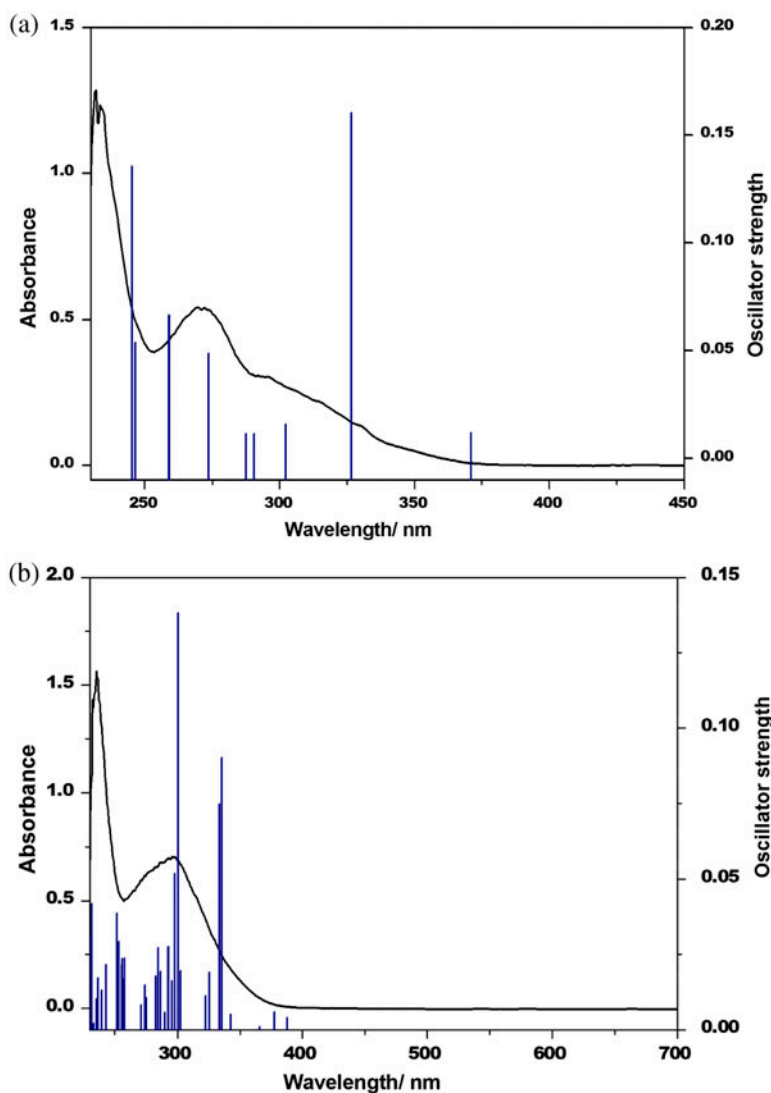 (a)
1.5
1.0
0.5
0.0
Absorbance
0.20
0.15
0.10
0.05
0.00
Oscillator strength
250 300 350 400 450
Wavelength/ nm
(b)
2.0
1.5
1.0
0.5
0.0
Absorbance
0.15
0.10
0.05
0.00
Oscillator strength
300 400 500 600 700
Wavelength/ nm